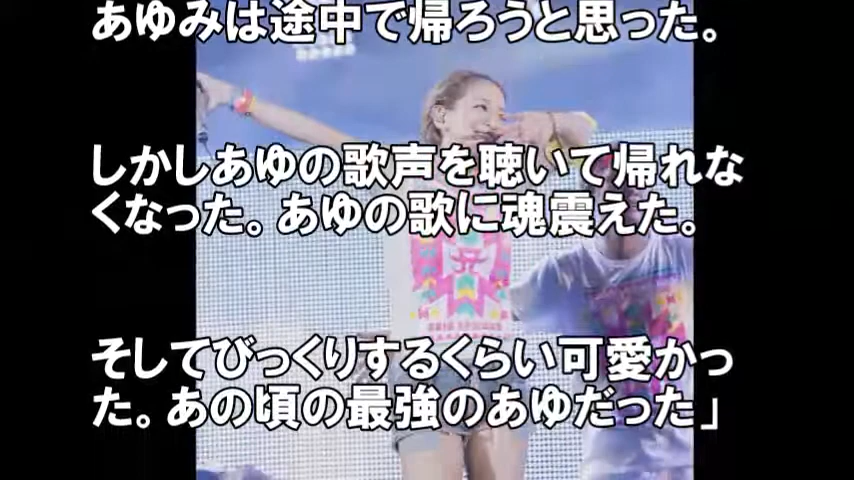 あゆみは途中で帰ろうと思った。
しかしあゆの歌声を聴いて帰れな
くなった。あゆの歌に魂震えた。
そしてびっくりするくらい可愛かっ
た。あの頃の最強のあゆだった」